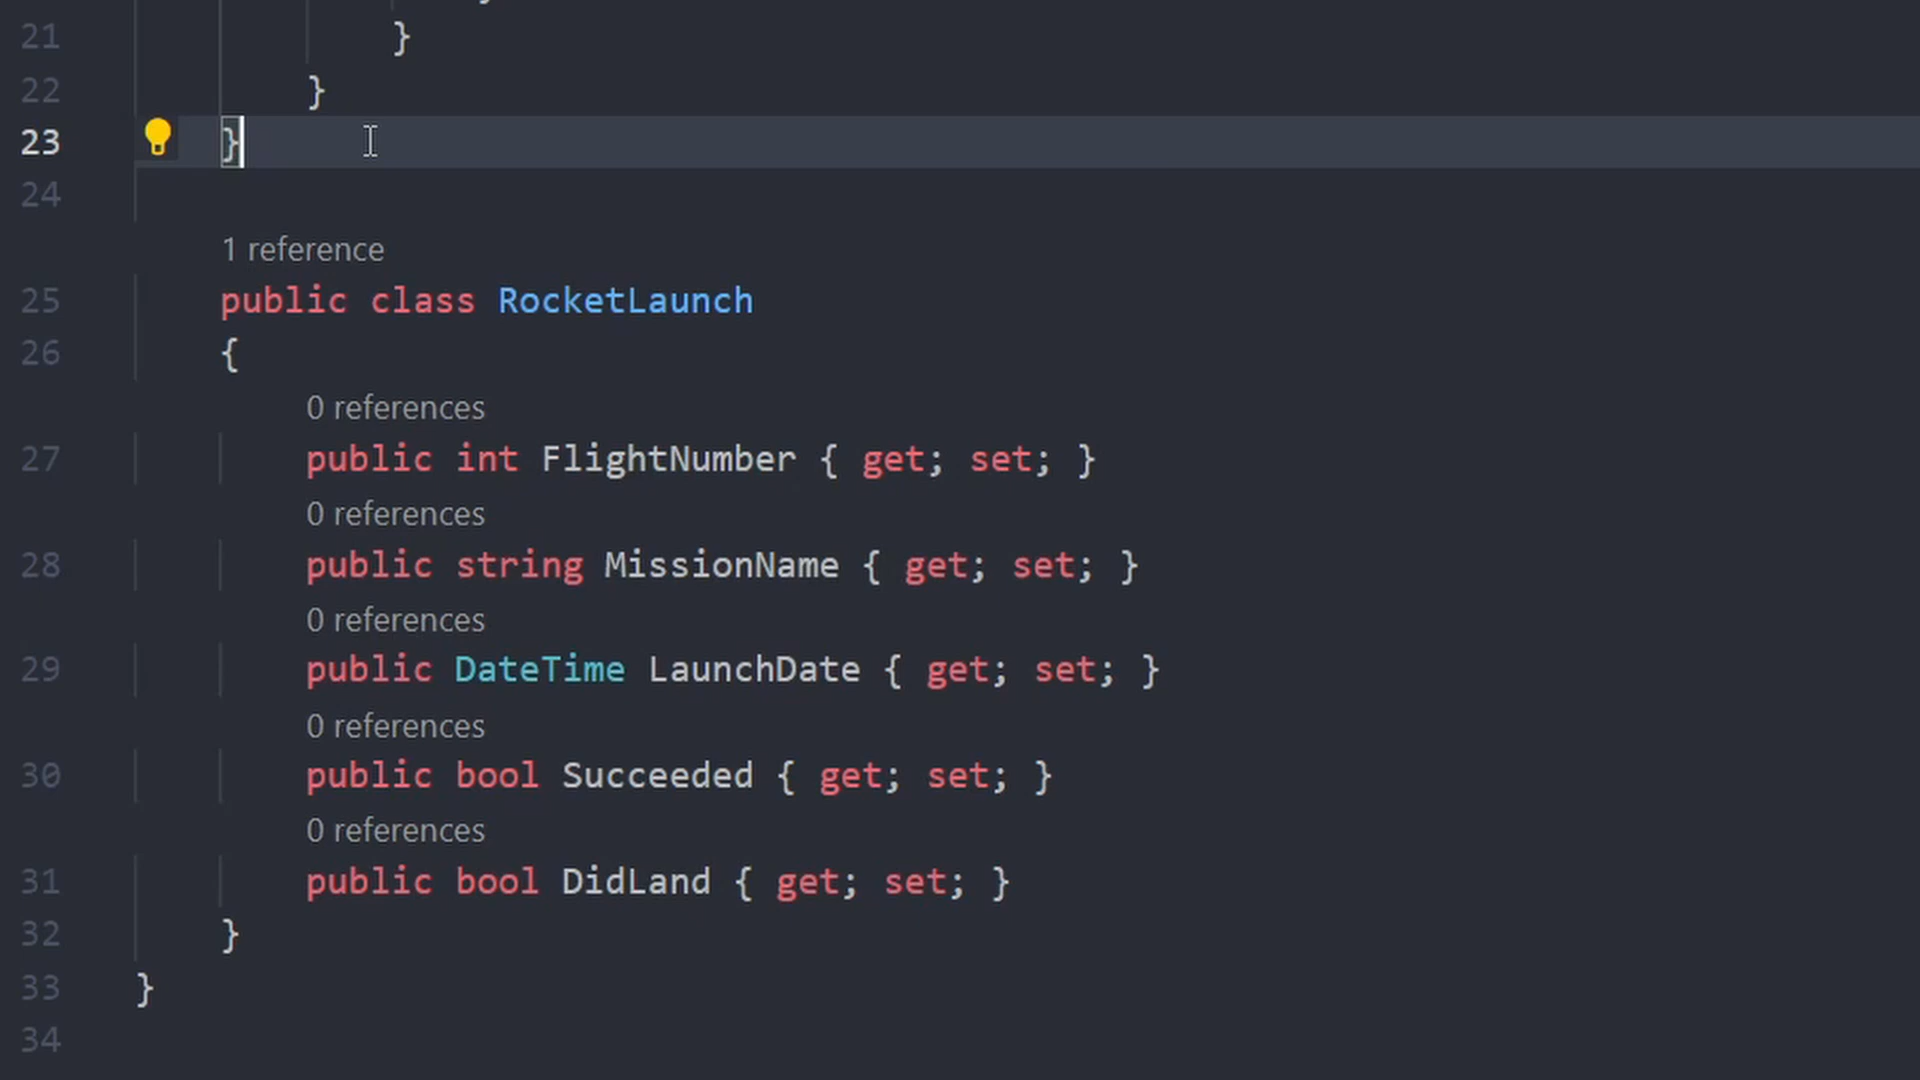 21 }
22 }
23 }
24
1 reference
25 public class RocketLaunch
26 {
0 references
27 public int FlightNumber { get; set; }
0 references
28 public string MissionName { get; set; }
0 references
29 public DateTime LaunchDate { get; set; }
0 references
30 public bool Succeeded { get; set; }
0 references
31 public bool DidLand { get; set; }
32 }
33 }
34